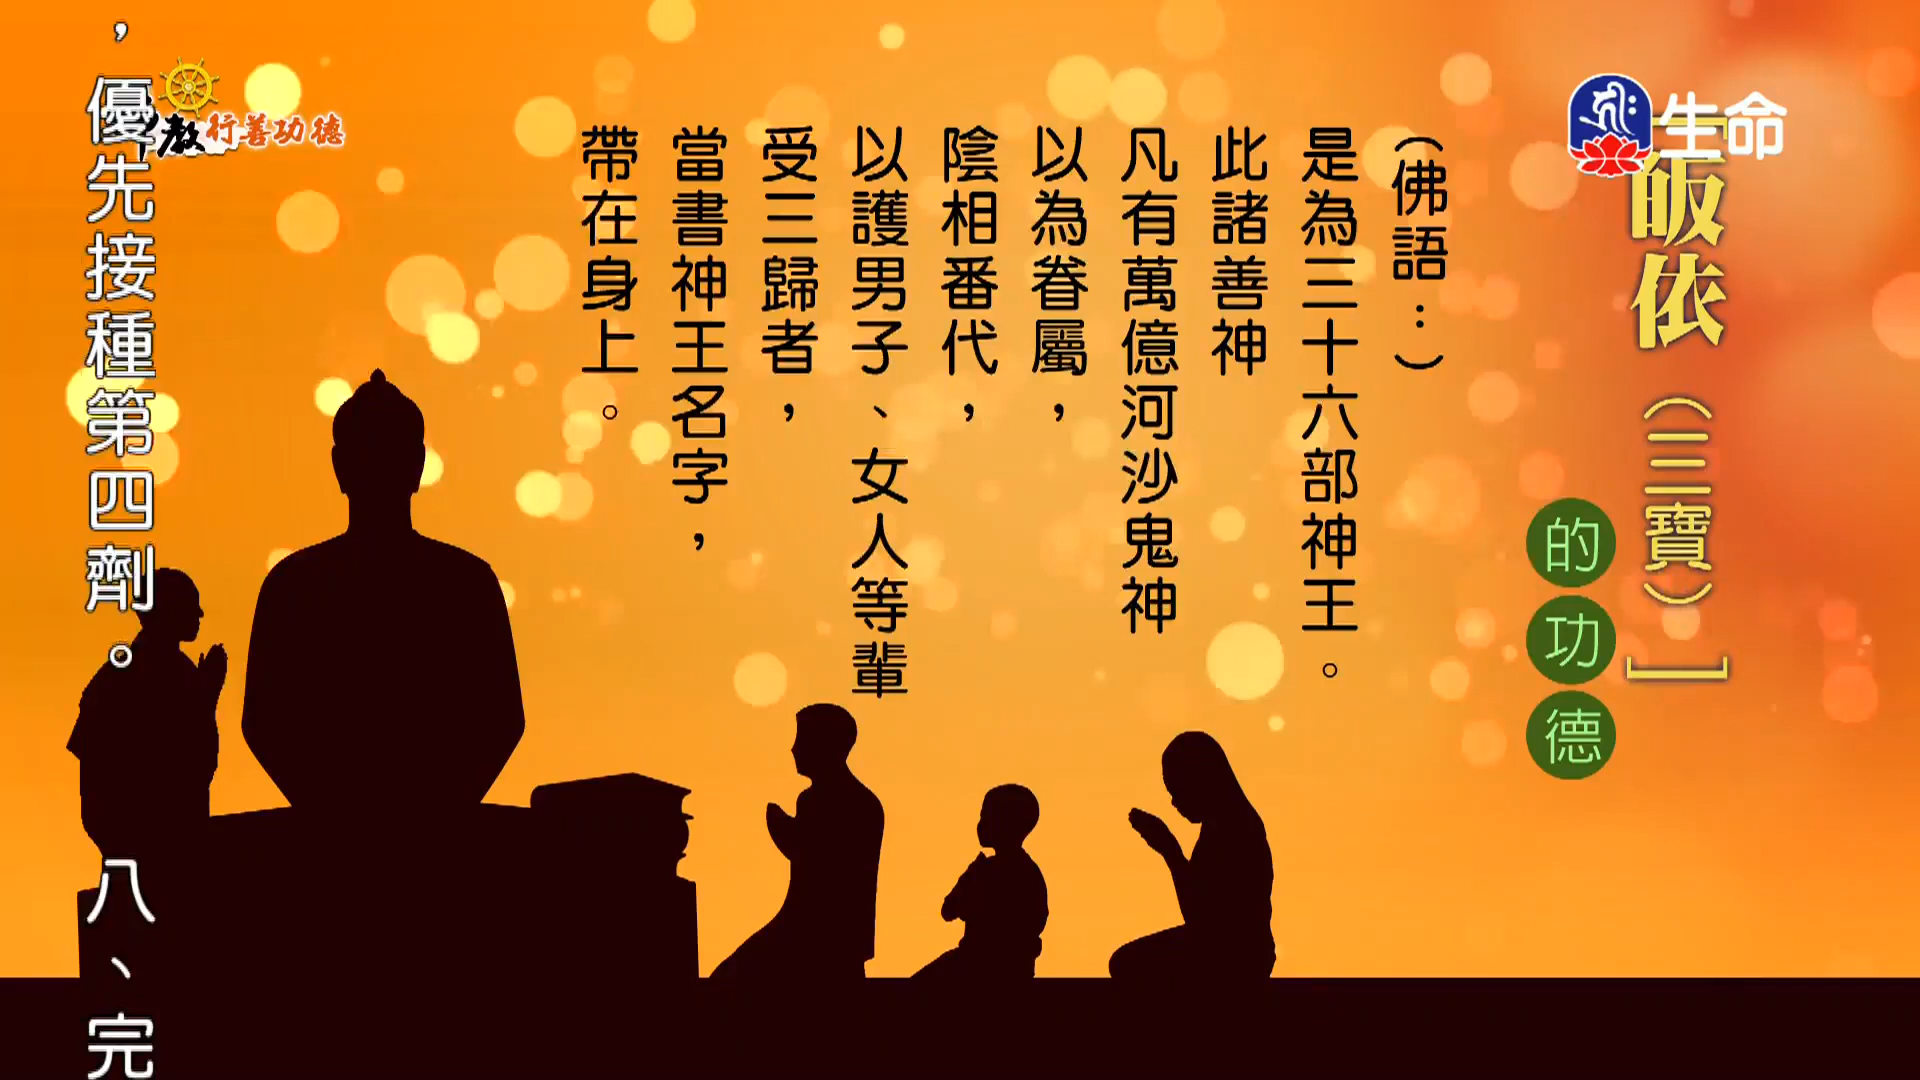 生命
皈依（三寶）］
的功德
（佛語：）
是為三十六部神王。
此諸善神
凡有萬億河沙鬼神
以為眷屬，
陰相番代，
以護男子、女人等輩
受三歸者，
當書神王名字，
帶在身上。
教行善功德
，優先接種第四劑。 八、完